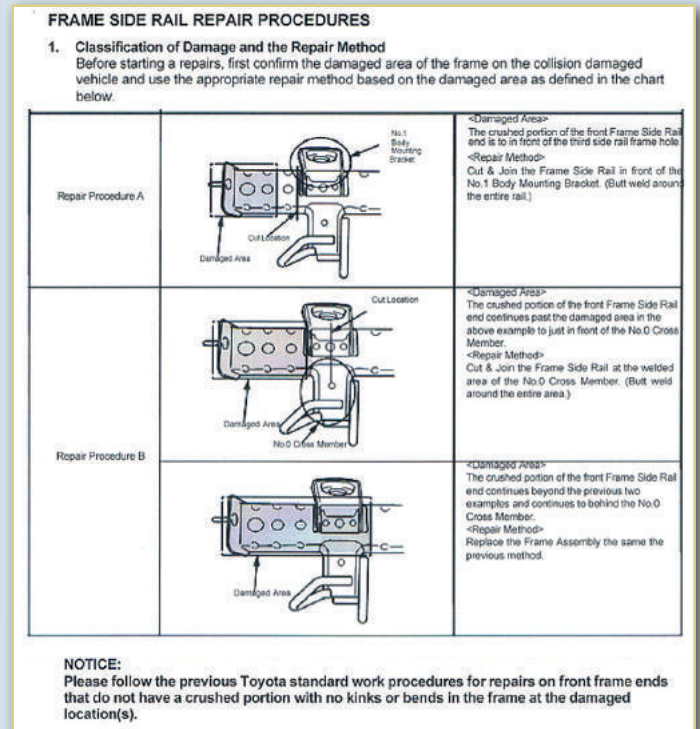 FRAME SIDE RAIL REPAIR PROCEDURES
1. Classification of Damage and the Repair Method
Before starting a repairs, first confirm the damaged area of the frame on the collision damaged
vehicle and use the appropriate repair method based on the damaged area as defined in the chart
below.
Repair Procedure A
No.1
Body
Mounting
Bracket
Cut Location
Damaged Area
<Damaged Area>
The crushed portion of the front Frame Side Rail
end is to in front of the third side rail frame hole.
<Repair Method>
Cut & Join the Frame Side Rail in front of the
No.1 Body Mounting Bracket. (Butt weld around
the entire rail.)
Repair Procedure B
Cut Location
Damaged Area
No.0 Cross Member
<Damaged Area>
The crushed portion of the front Frame Side Rail
end continues past the damaged area in the
above example to just in front of the No.0 Cross
Member.
<Repair Method>
Cut & Join the Frame Side Rail at the welded
area of the No.0 Cross Member. (Butt weld
around the entire area.)
Damaged Area
<Damaged Area>
The crushed portion of the front Frame Side Rail
end continues beyond the previous two
examples and continues to behind the No.0
Cross Member.
<Repair Method>
Replace the Frame Assembly the same the
previous method.
NOTICE:
Please follow the previous Toyota standard work procedures for repairs on front frame ends
that do not have a crushed portion with no kinks or bends in the frame at the damaged
location(s).